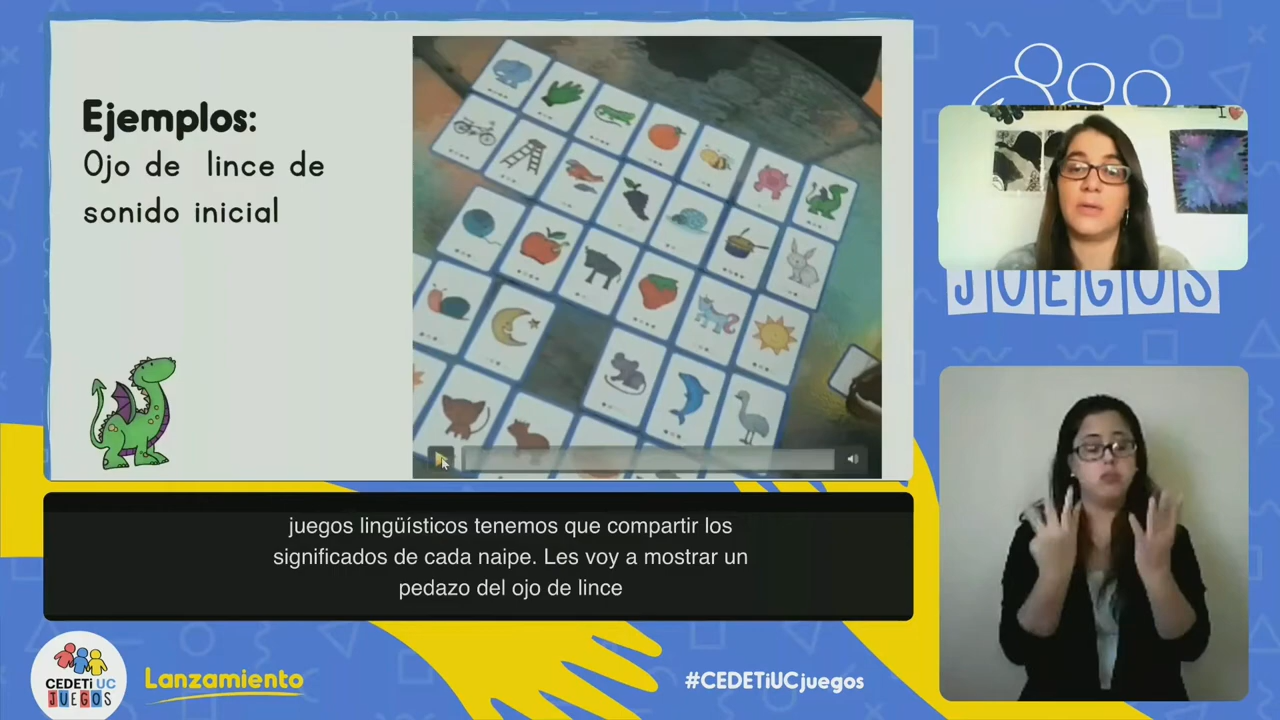 Ejemplos:
Ojo de lince de
sonido inicial
I
JUEGOS
juegos lingüísticos tenemos que compartir los
significados de cada naipe. Les voy a mostrar un
pedazo del ojo de lince
CEDETi UC
JUEGOS
Lanzamiento
#CEDETiUCjuegos